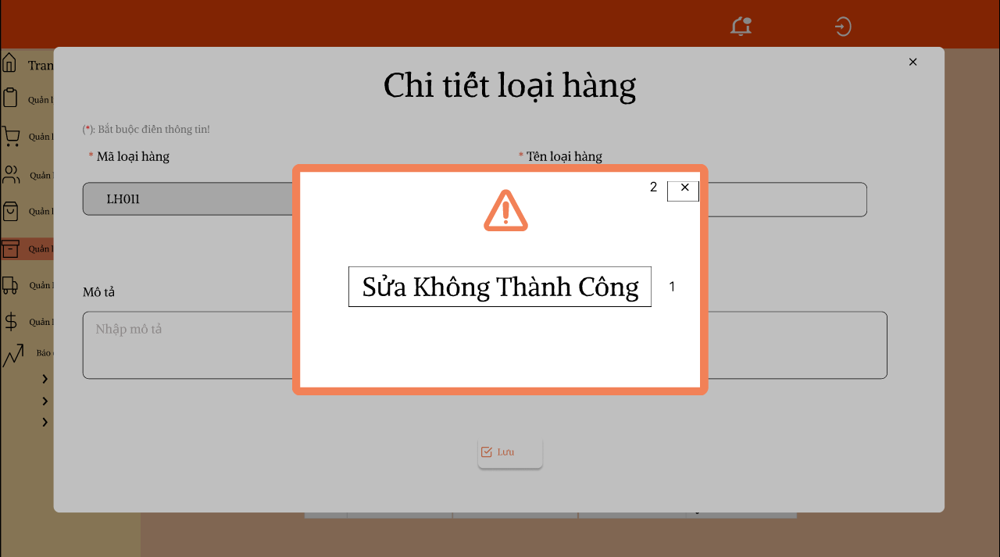 Chi tiết loại hàng
(*): Bắt buộc điền thông tin!
* Mã loại hàng
* Tên loại hàng
LH011
2
Sửa Không Thành Công
1
Mô tả
Nhập mô tả
Lưu
Tran
Quản l
Quản l
Quản l
Quản l
Quản l
Quản l
Quản l
Báo